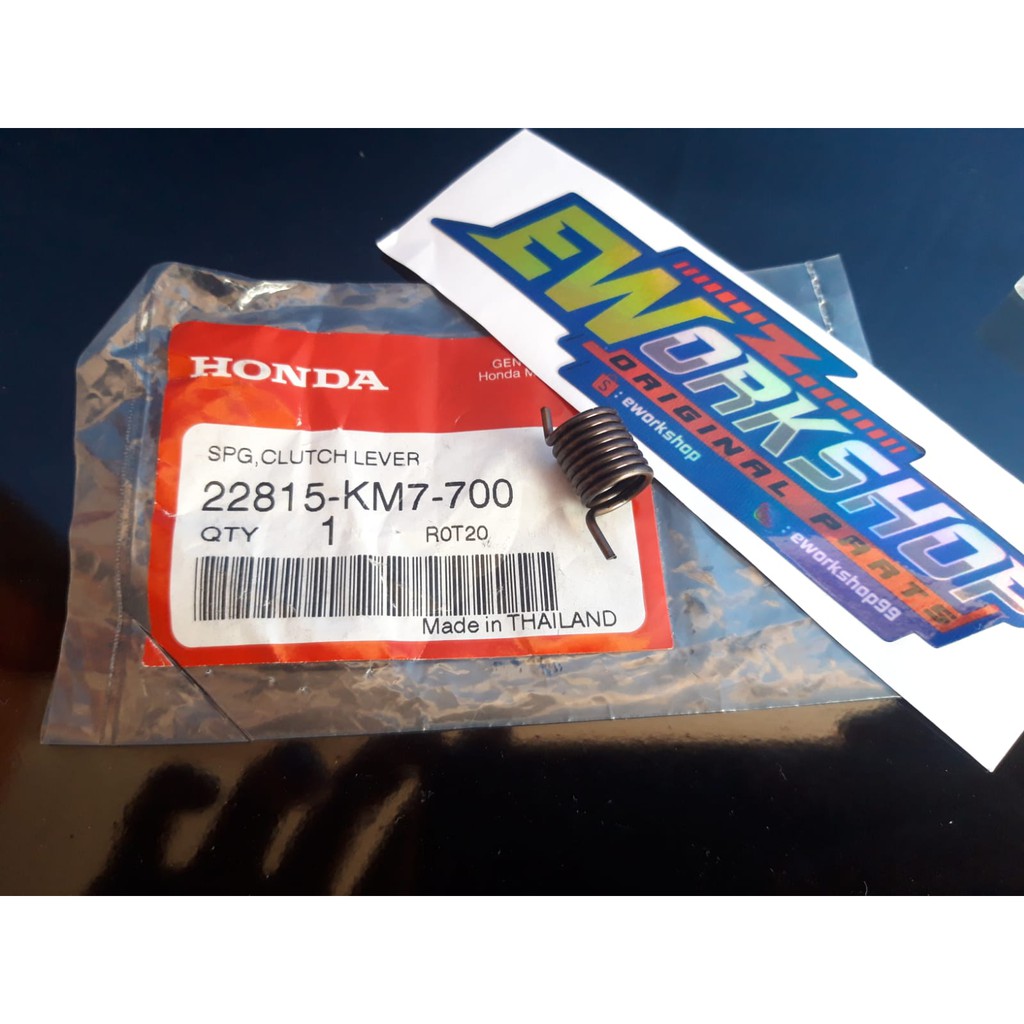 HONDA
GEN
Honda M
SPG,CLUTCH LEVER
22815-KM7-700
QTY 1 R0T20
Made in THAILAND
EWORKSHOP
ORIGINAL PARTS
: eworkshop
: eworkshop99